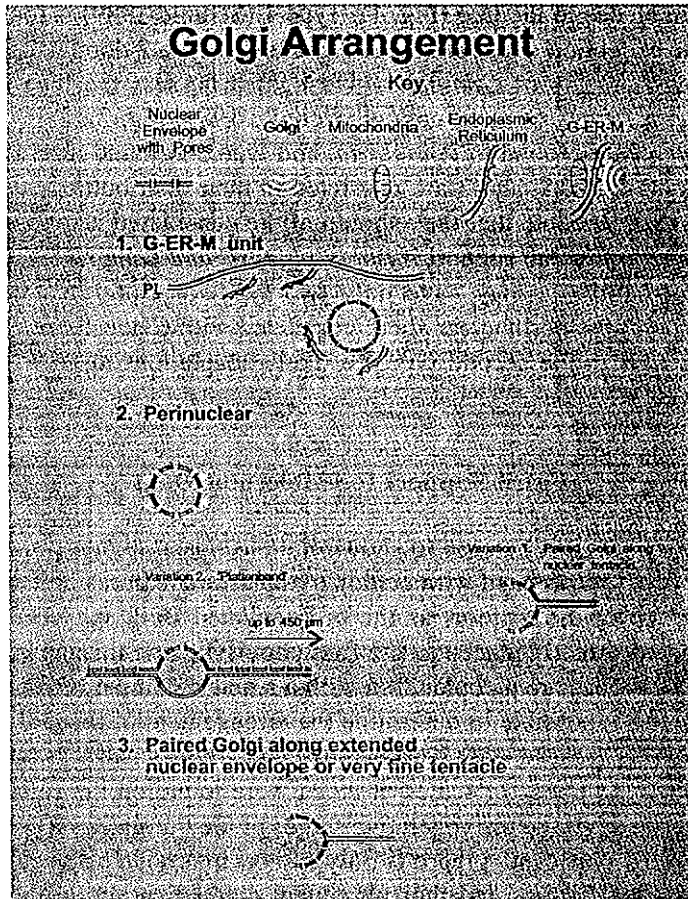 Golgi Arrangement
Key
Nuclear
Envelope
with Pores
Golgi
Mitochondria
Endoplasmic
Reticulum
G-ER-M
1. G-ER-M unit
PL
2. Perinuclear
Variation 1. Paired Golgi along
nuclear tentacle
Variation 2. "Plattenband"
up to 450 µm
3. Paired Golgi along extended
nuclear envelope or very fine tentacle